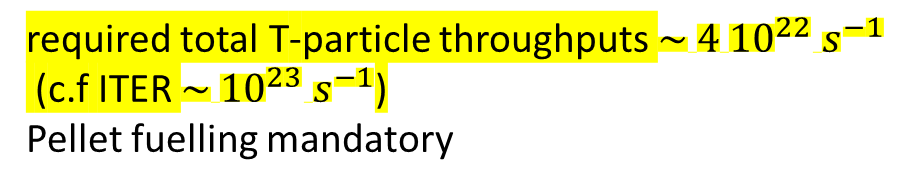 required total T-particle throughputs ~ 4 10²² s⁻¹
(c.f ITER ~ 10²³ s⁻¹)
Pellet fuelling mandatory